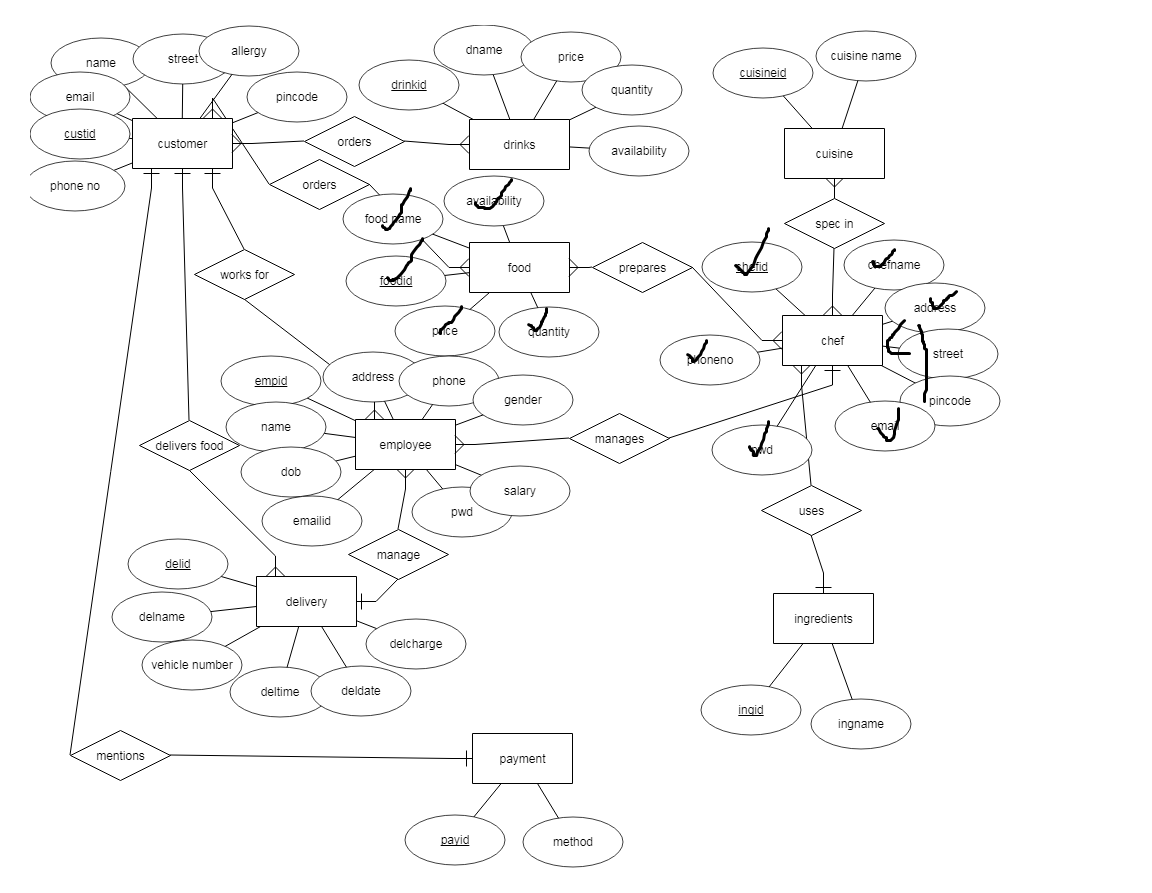 name
street
allergy
email
pincode
custid
customer
phone no
orders
orders
dname
price
drinkid
quantity
drinks
availability
cuisineid
cuisine name
cuisine
spec in
food name
availability
foodid
food
price
quantity
prepares
chefid
chefname
address
street
pincode
phoneno
chef
email
pwd
works for
empid
address
phone
gender
name
employee
dob
emailid
pwd
salary
manages
delivers food
manage
uses
delid
delname
delivery
vehicle number
deltime
deldate
delcharge
ingredients
ingid
ingname
mentions
payment
payid
method